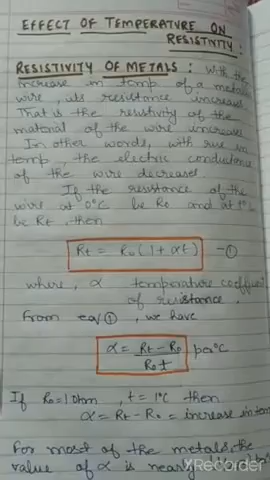 EFFECT OF TEMPERATURE ON
RESISTIVITY :
RESISTIVITY OF METALS : With the
increase in temp of a metallic
wire, its resistance increases.
That is the resistivity of the
material of the wire increases.
In other words, with rise in
temp, the electric conductance
of the wire decreases.
If the resistance of the
wire at 0°C be R0 and at t°C
be Rt, then
Rt = R0 (1 + αt) —①
where, α temperature coefficient
of resistance.
From eq/ ①, we have
α = Rt - R0 / R0 t per °C
If R0 = 1 Ohm, t = 1°C then
α = Rt - R0 = increase in tem
For most of the metals, the
value of α is nearly
XRecorder